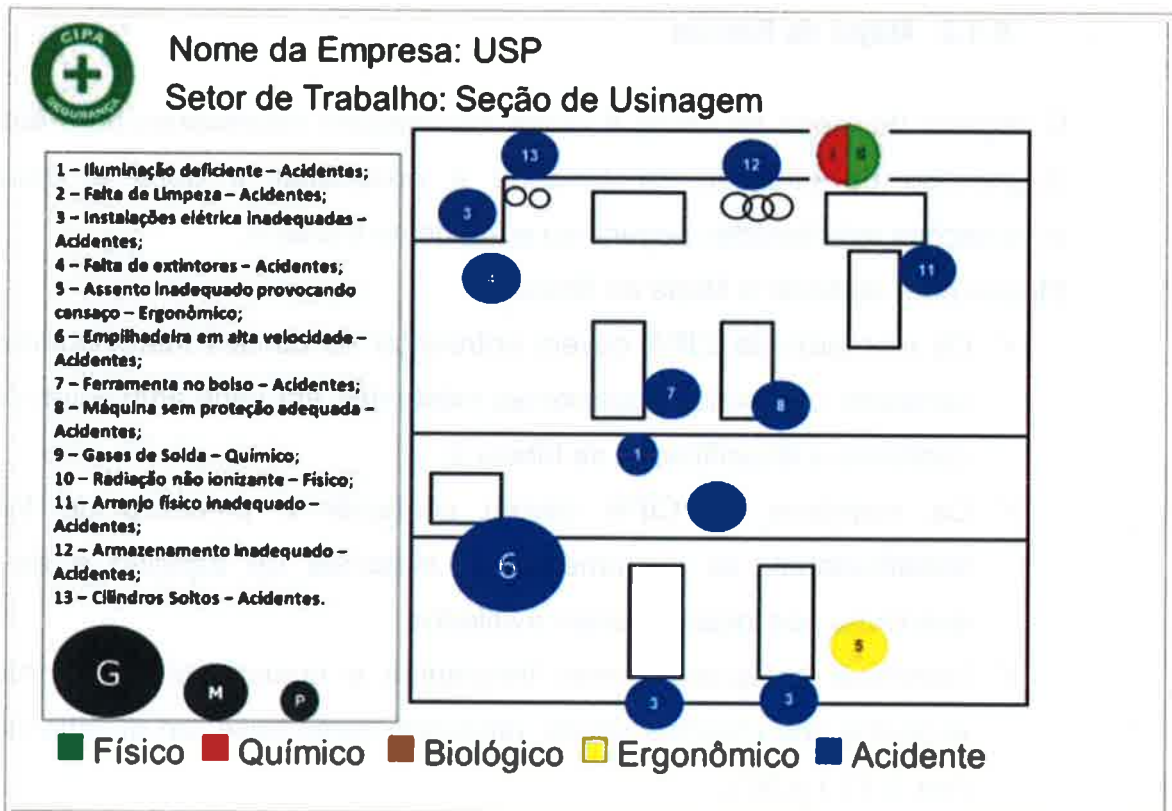 CIPA
SEGURANÇA
Nome da Empresa: USP
Setor de Trabalho: Seção de Usinagem
1 – Iluminação deficiente – Acidentes;
2 – Falta de Limpeza – Acidentes;
3 – Instalações elétrica inadequadas –
Acidentes;
4 – Falta de extintores – Acidentes;
5 – Assento inadequado provocando
cansaço – Ergonômico;
6 – Empilhadeira em alta velocidade –
Acidentes;
7 – Ferramenta no bolso – Acidentes;
8 – Máquina sem proteção adequada –
Acidentes;
9 – Gases de Solda – Químico;
10 – Radiação não ionizante – Físico;
11 – Arranjo físico inadequado –
Acidentes;
12 – Armazenamento inadequado –
Acidentes;
13 – Cilindros Soltos – Acidentes.
G
M
P
13
12
3
4
11
7
8
1
6
5
3
3
Físico
Químico
Biológico
Ergonômico
Acidente